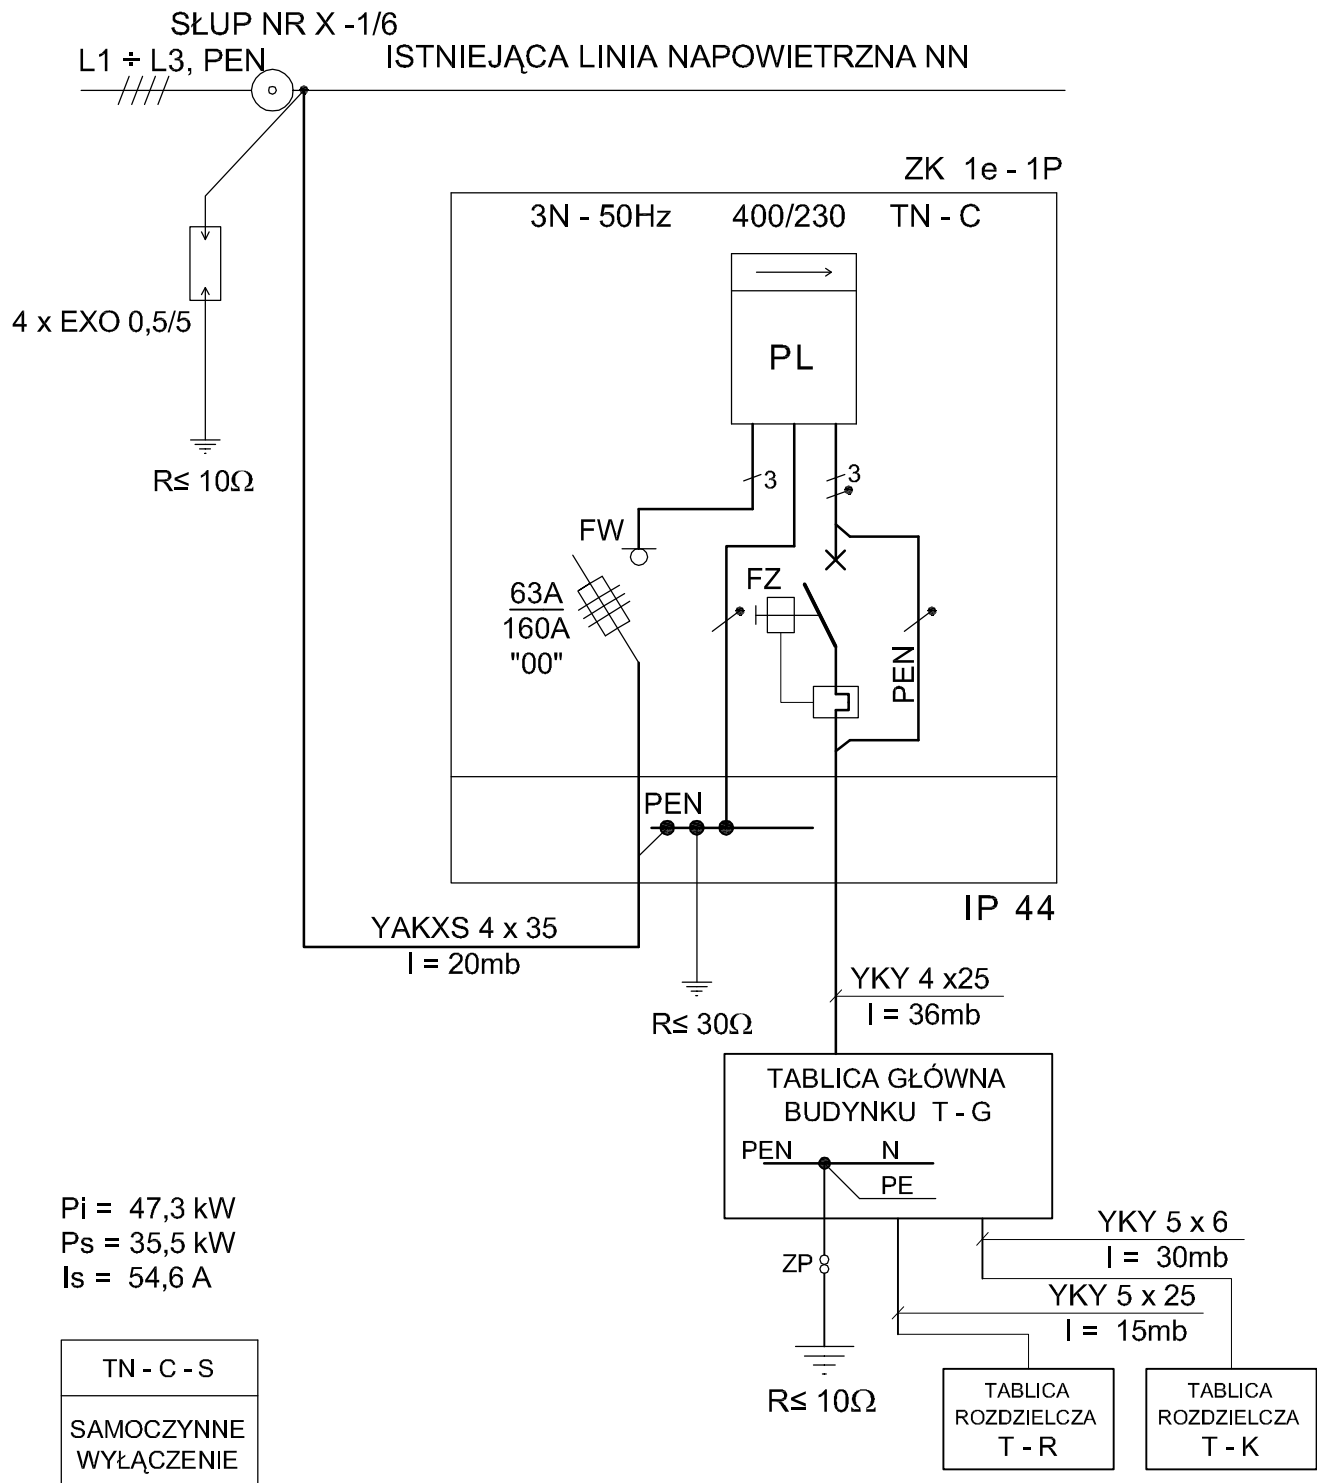 SŁUP NR X -1/6
L1 ÷ L3, PEN
ISTNIEJĄCA LINIA NAPOWIETRZNA NN
ZK 1e - 1P
3N - 50Hz 400/230 TN - C
4 x EXO 0,5/5
PL
R≤ 10Ω
3
3
FW
FZ
63A
160A
"00"
PEN
PEN
IP 44
YAKXS 4 x 35
l = 20mb
YKY 4 x25
l = 36mb
R≤ 30Ω
TABLICA GŁÓWNA
BUDYNKU T - G
PEN N
PE
Pi = 47,3 kW
Ps = 35,5 kW
Is = 54,6 A
ZP
YKY 5 x 6
l = 30mb
YKY 5 x 25
l = 15mb
TN - C - S
SAMOCZYNNE
WYŁĄCZENIE
R≤ 10Ω
TABLICA
ROZDZIELCZA
T - R
TABLICA
ROZDZIELCZA
T - K